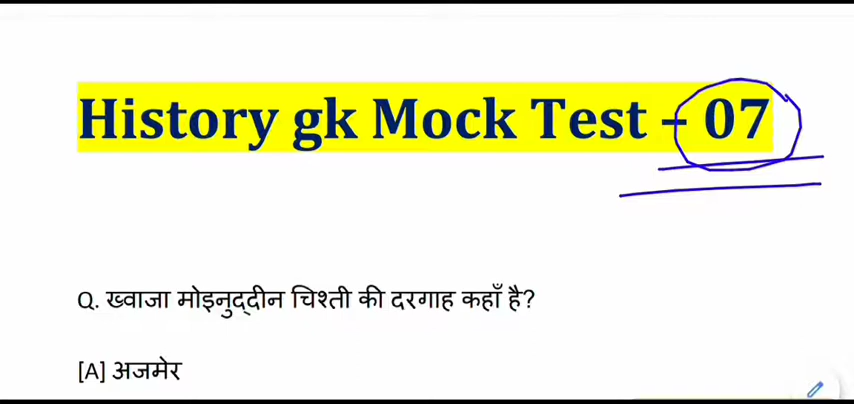 History gk Mock Test – 07
Q. ख्वाजा मोइनुद्दीन चिश्ती की दरगाह कहाँ है?
[A] अजमेर